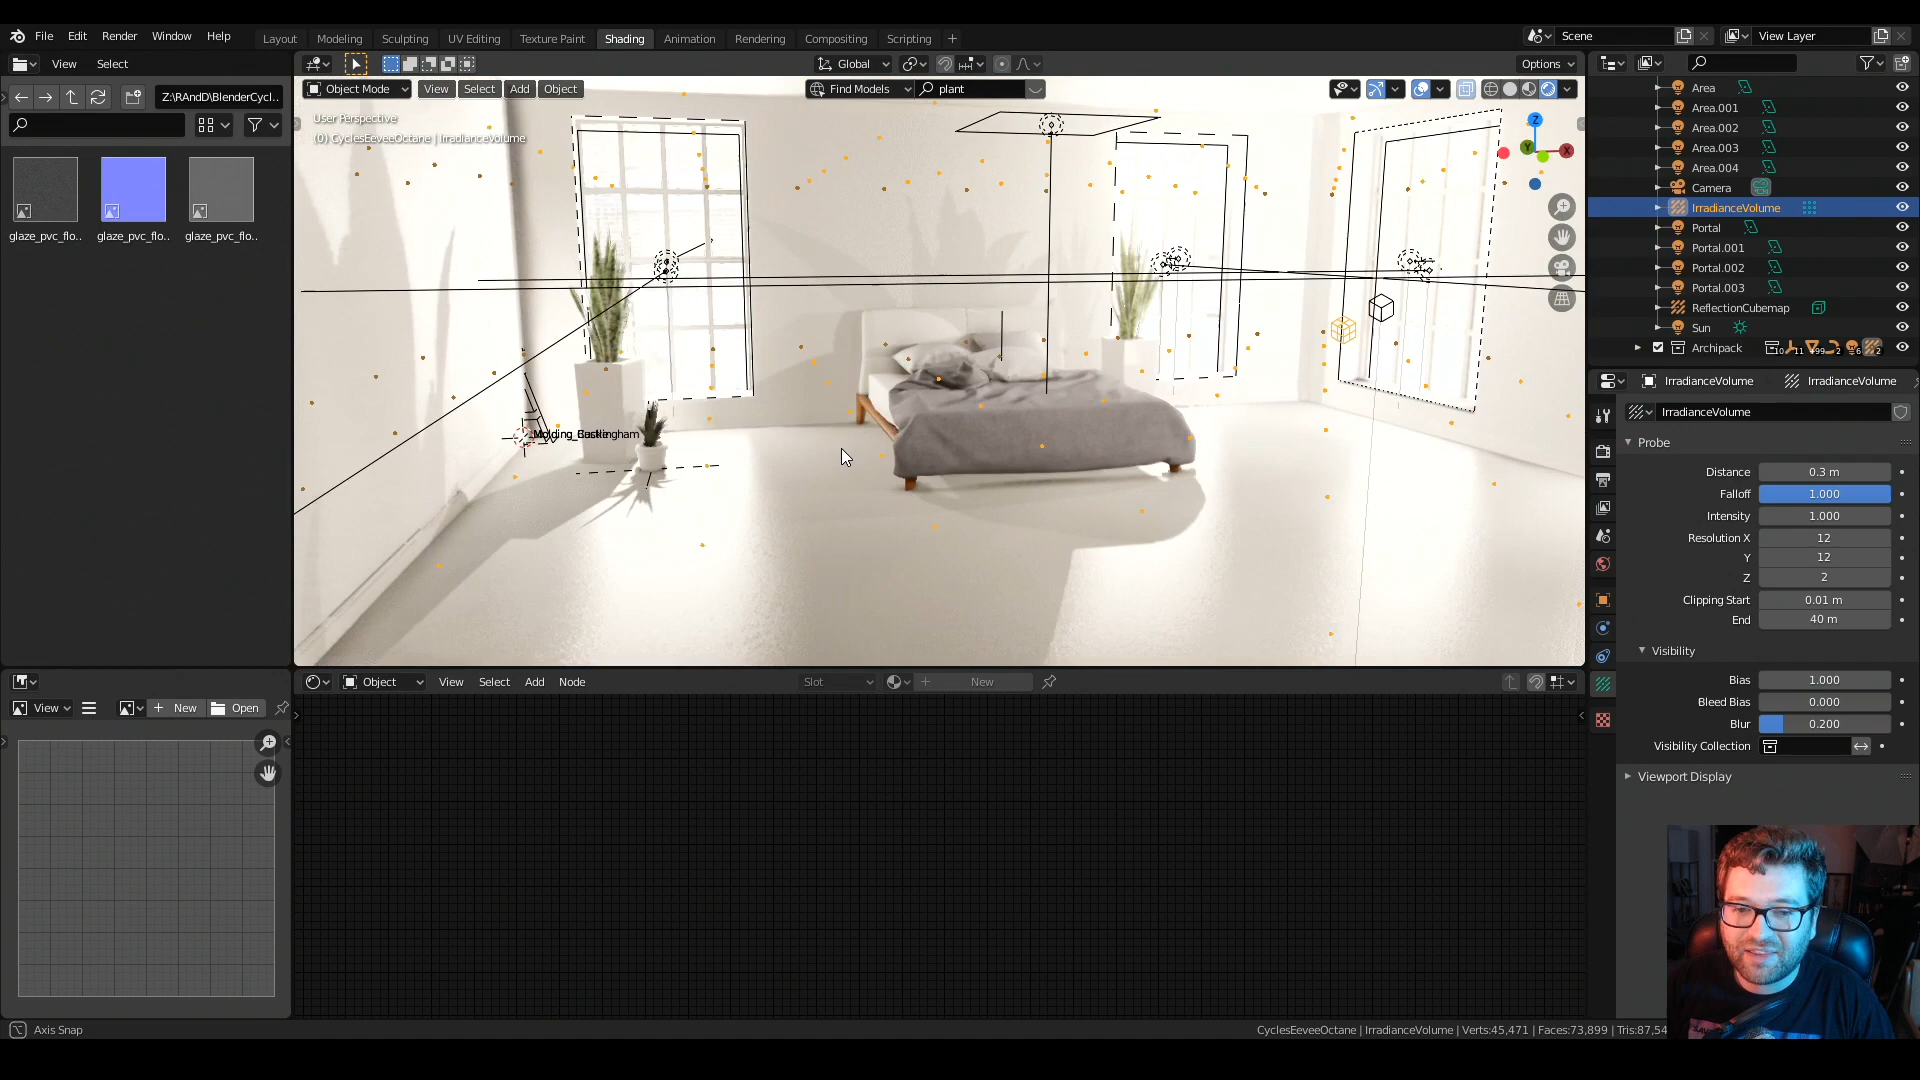 File Edit Render Window Help
Layout Modeling Sculpting UV Editing Texture Paint Shading Animation Rendering Compositing Scripting +
Scene
View Layer
View Select
Global
Options
Z:\RAndD\BlenderCycl..
Object Mode View Select Add Object
Find Models plant
User Perspective
(0) CyclesEeveeOctane | IrradianceVolume
glaze_pvc_flo.. glaze_pvc_flo.. glaze_pvc_flo..
Z
Y
X
Area
Area.001
Area.002
Area.003
Area.004
Camera
IrradianceVolume
Portal
Portal.001
Portal.002
Portal.003
ReflectionCubemap
Sun
Archipack
IrradianceVolume IrradianceVolume
IrradianceVolume
Probe
Distance 0.3 m
Falloff 1.000
Intensity 1.000
Resolution X 12
Y 12
Z 2
Clipping Start 0.01 m
End 40 m
Visibility
Bias 1.000
Bleed Bias 0.000
Blur 0.200
Visibility Collection
Viewport Display
Object View Select Add Node
Slot
New
View New Open
Axis Snap
CyclesEeveeOctane | IrradianceVolume | Verts:45,471 | Faces:73,899 | Tris:87,54